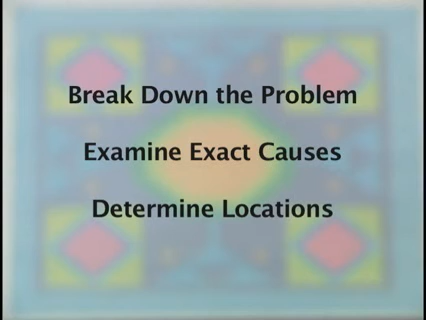 Break Down the Problem
Examine Exact Causes
Determine Locations